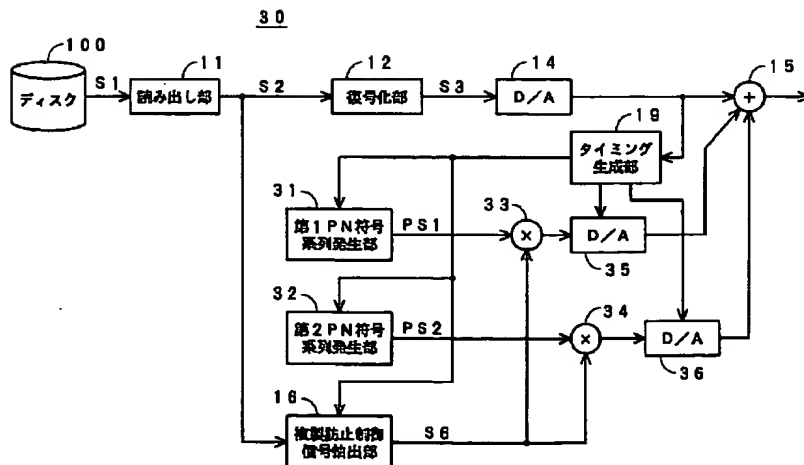 30
100
11
12
14
15
ディスク
S1
読み出し部
S2
復号化部
S3
D/A
+
19
タイミング
生成部
31
第1PN符号
系列発生部
PS1
33
×
D/A
35
32
第2PN符号
系列発生部
PS2
34
×
D/A
36
16
複製防止制御
信号抽出部
S6